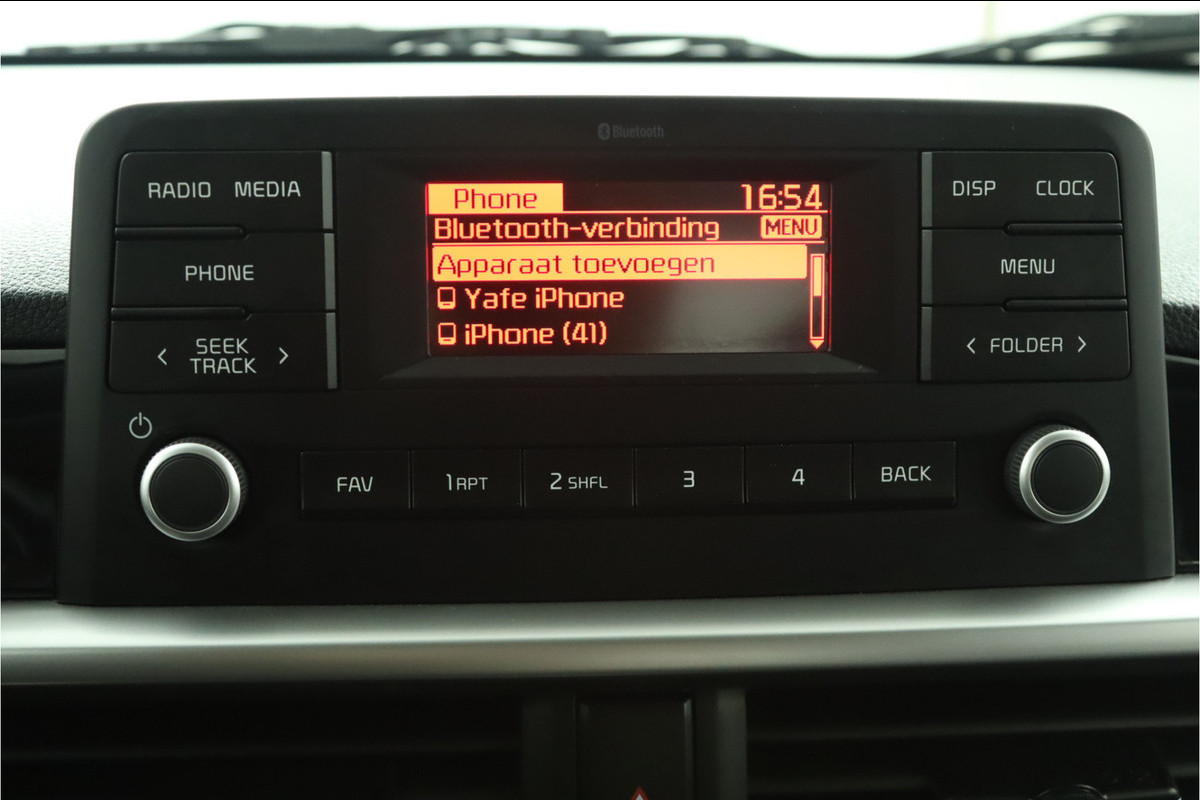 Bluetooth
RADIO MEDIA
PHONE
< SEEK TRACK >
Phone 16:54
Bluetooth-verbinding MENU
Apparaat toevoegen
Yafe iPhone
iPhone (41)
DISP CLOCK
MENU
< FOLDER >
FAV 1 RPT 2 SHFL 3 4 BACK